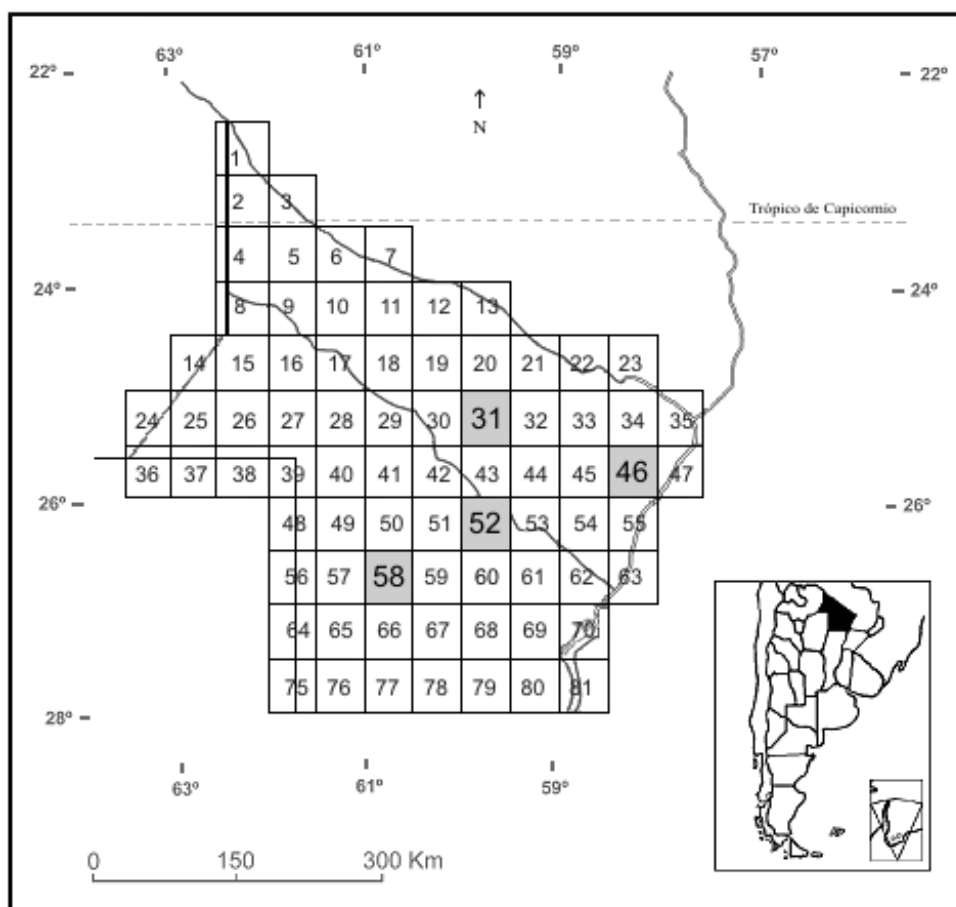 63º 61º 59º 57º
22º 22º
N
1
2 3
Trópico de Capicornio
4 5 6 7
24º 24º
8 9 10 11 12 13
14 15 16 17 18 19 20 21 22 23
24 25 26 27 28 29 30 31 32 33 34 35
36 37 38 39 40 41 42 43 44 45 46 47
26º 26º
48 49 50 51 52 53 54 55
56 57 58 59 60 61 62 63
64 65 66 67 68 69 70
75 76 77 78 79 80 81
28º
63º 61º 59º
0 150 300 Km